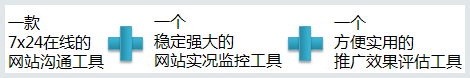 一款
7x24在线的
网站沟通工具
一个
稳定强大的
网站实况监控工具
一个
方便实用的
推广效果评估工具